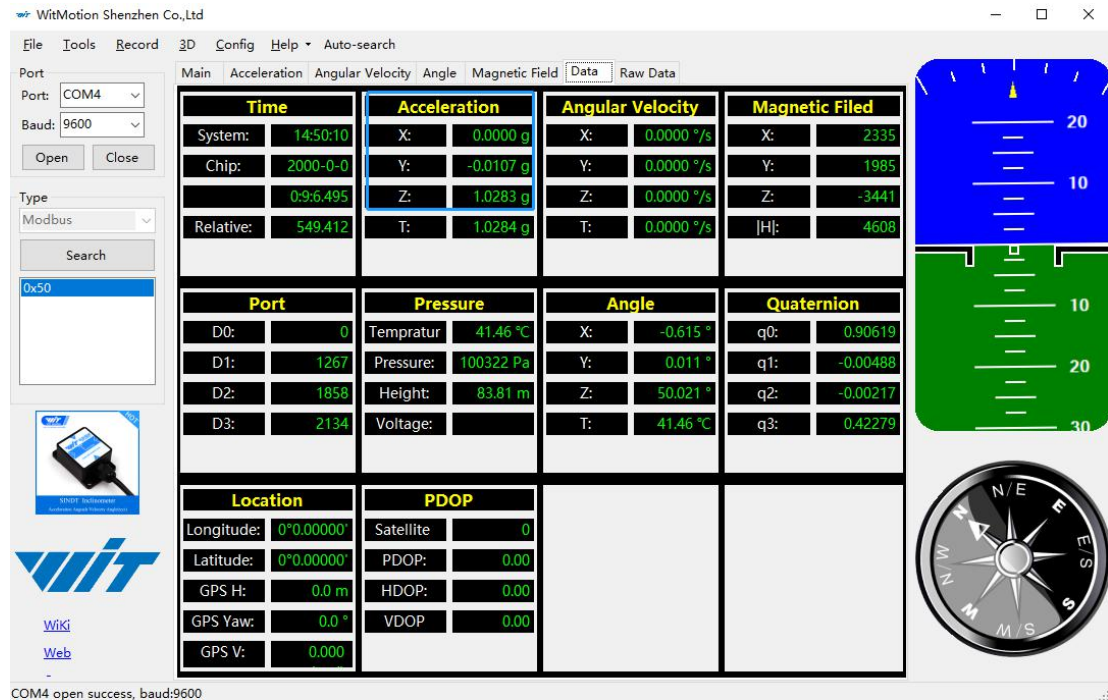 WitMotion Shenzhen Co.,Ltd
File Tools Record 3D Config Help Auto-search
Port
Port: COM4
Baud: 9600
Open Close
Type
Modbus
Search
0x50
HOT
SINDT Inclinometer
WiT
WiKi
Web
Main Acceleration Angular Velocity Angle Magnetic Field Data Raw Data
Time
System: 14:50:10
Chip: 2000-0-0
0:9:6.495
Relative: 549.412
Acceleration
X: 0.0000 g
Y: -0.0107 g
Z: 1.0283 g
T: 1.0284 g
Angular Velocity
X: 0.0000 °/s
Y: 0.0000 °/s
Z: 0.0000 °/s
T: 0.0000 °/s
Magnetic Filed
X: 2335
Y: 1985
Z: -3441
|H|: 4608
Port
D0: 0
D1: 1267
D2: 1858
D3: 2134
Pressure
Tempratur 41.46 ℃
Pressure: 100322 Pa
Height: 83.81 m
Voltage:
Angle
X: -0.615 °
Y: 0.011 °
Z: 50.021 °
T: 41.46 ℃
Quaternion
q0: 0.90619
q1: -0.00488
q2: -0.00217
q3: 0.42279
Location
Longitude: 0°0.00000'
Latitude: 0°0.00000'
GPS H: 0.0 m
GPS Yaw: 0.0 °
GPS V: 0.000
PDOP
Satellite 0
PDOP: 0.00
HDOP: 0.00
VDOP 0.00
20
10
10
20
30
N
N/E
E
E/S
S
S/W
W
N/W
COM4 open success, baud:9600